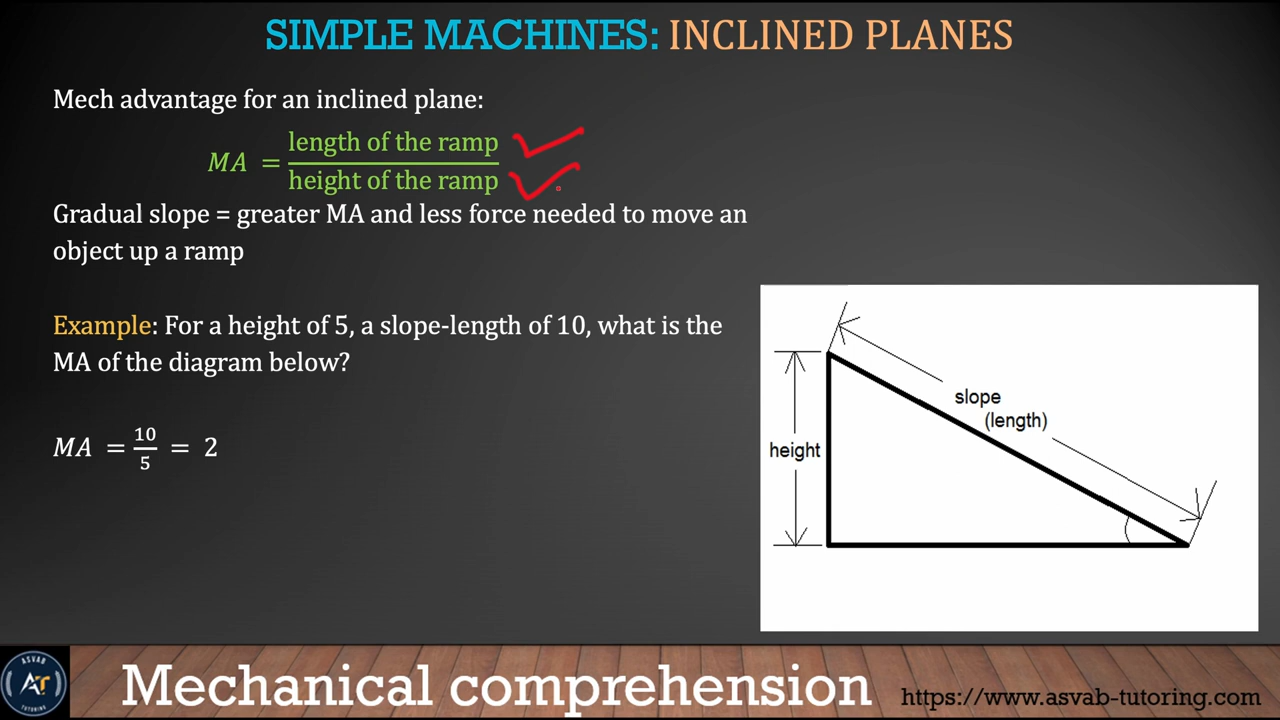 SIMPLE MACHINES: INCLINED PLANES
Mech advantage for an inclined plane:
MA = length of the ramp / height of the ramp
Gradual slope = greater MA and less force needed to move an
object up a ramp
Example: For a height of 5, a slope-length of 10, what is the
MA of the diagram below?
MA = 10/5 = 2
slope
(length)
height
ASVAB
AT
TUTORING
Mechanical comprehension
https://www.asvab-tutoring.com